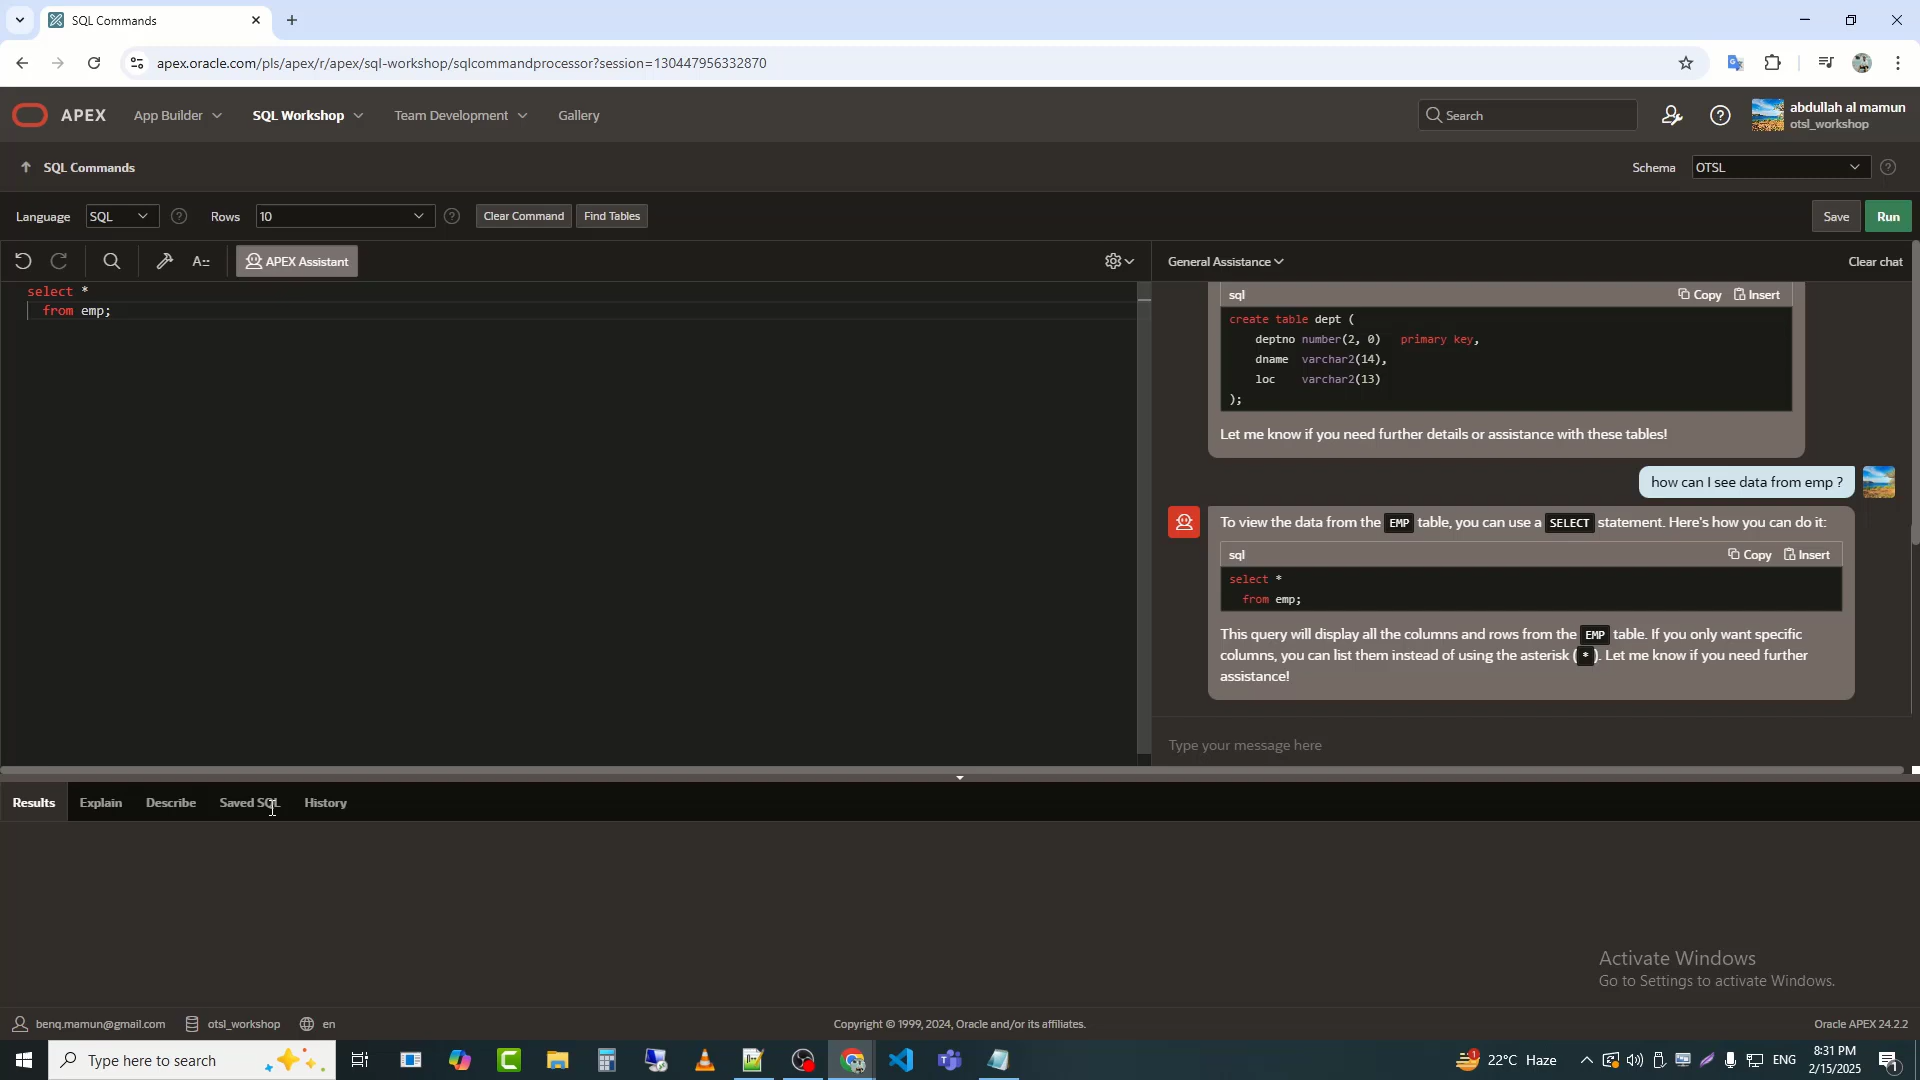 SQL Commands
apex.oracle.com/pls/apex/r/apex/sql-workshop/sqlcommandprocessor?session=130447956332870
APEX App Builder SQL Workshop Team Development Gallery Search abdullah al mamun
otsl_workshop
SQL Commands Schema OTSL
Language SQL Rows 10 Clear Command Find Tables Save Run
A APEX Assistant General Assistance Clear chat
select *
from emp;
sql Copy Insert
create table dept (
deptno number(2, 0) primary key,
dname varchar2(14),
loc varchar2(13)
);
Let me know if you need further details or assistance with these tables!
how can I see data from emp ?
To view the data from the EMP table, you can use a SELECT statement. Here's how you can do it:
sql Copy Insert
select *
from emp;
This query will display all the columns and rows from the EMP table. If you only want specific
columns, you can list them instead of using the asterisk ( * ). Let me know if you need further
assistance!
Type your message here
Results Explain Describe Saved SQL History
Activate Windows
Go to Settings to activate Windows.
benq.mamun@gmail.com otsl_workshop en Copyright © 1999, 2024, Oracle and/or its affiliates. Oracle APEX 24.2.2
Type here to search 22°C Haze ENG 8:31 PM
2/15/2025